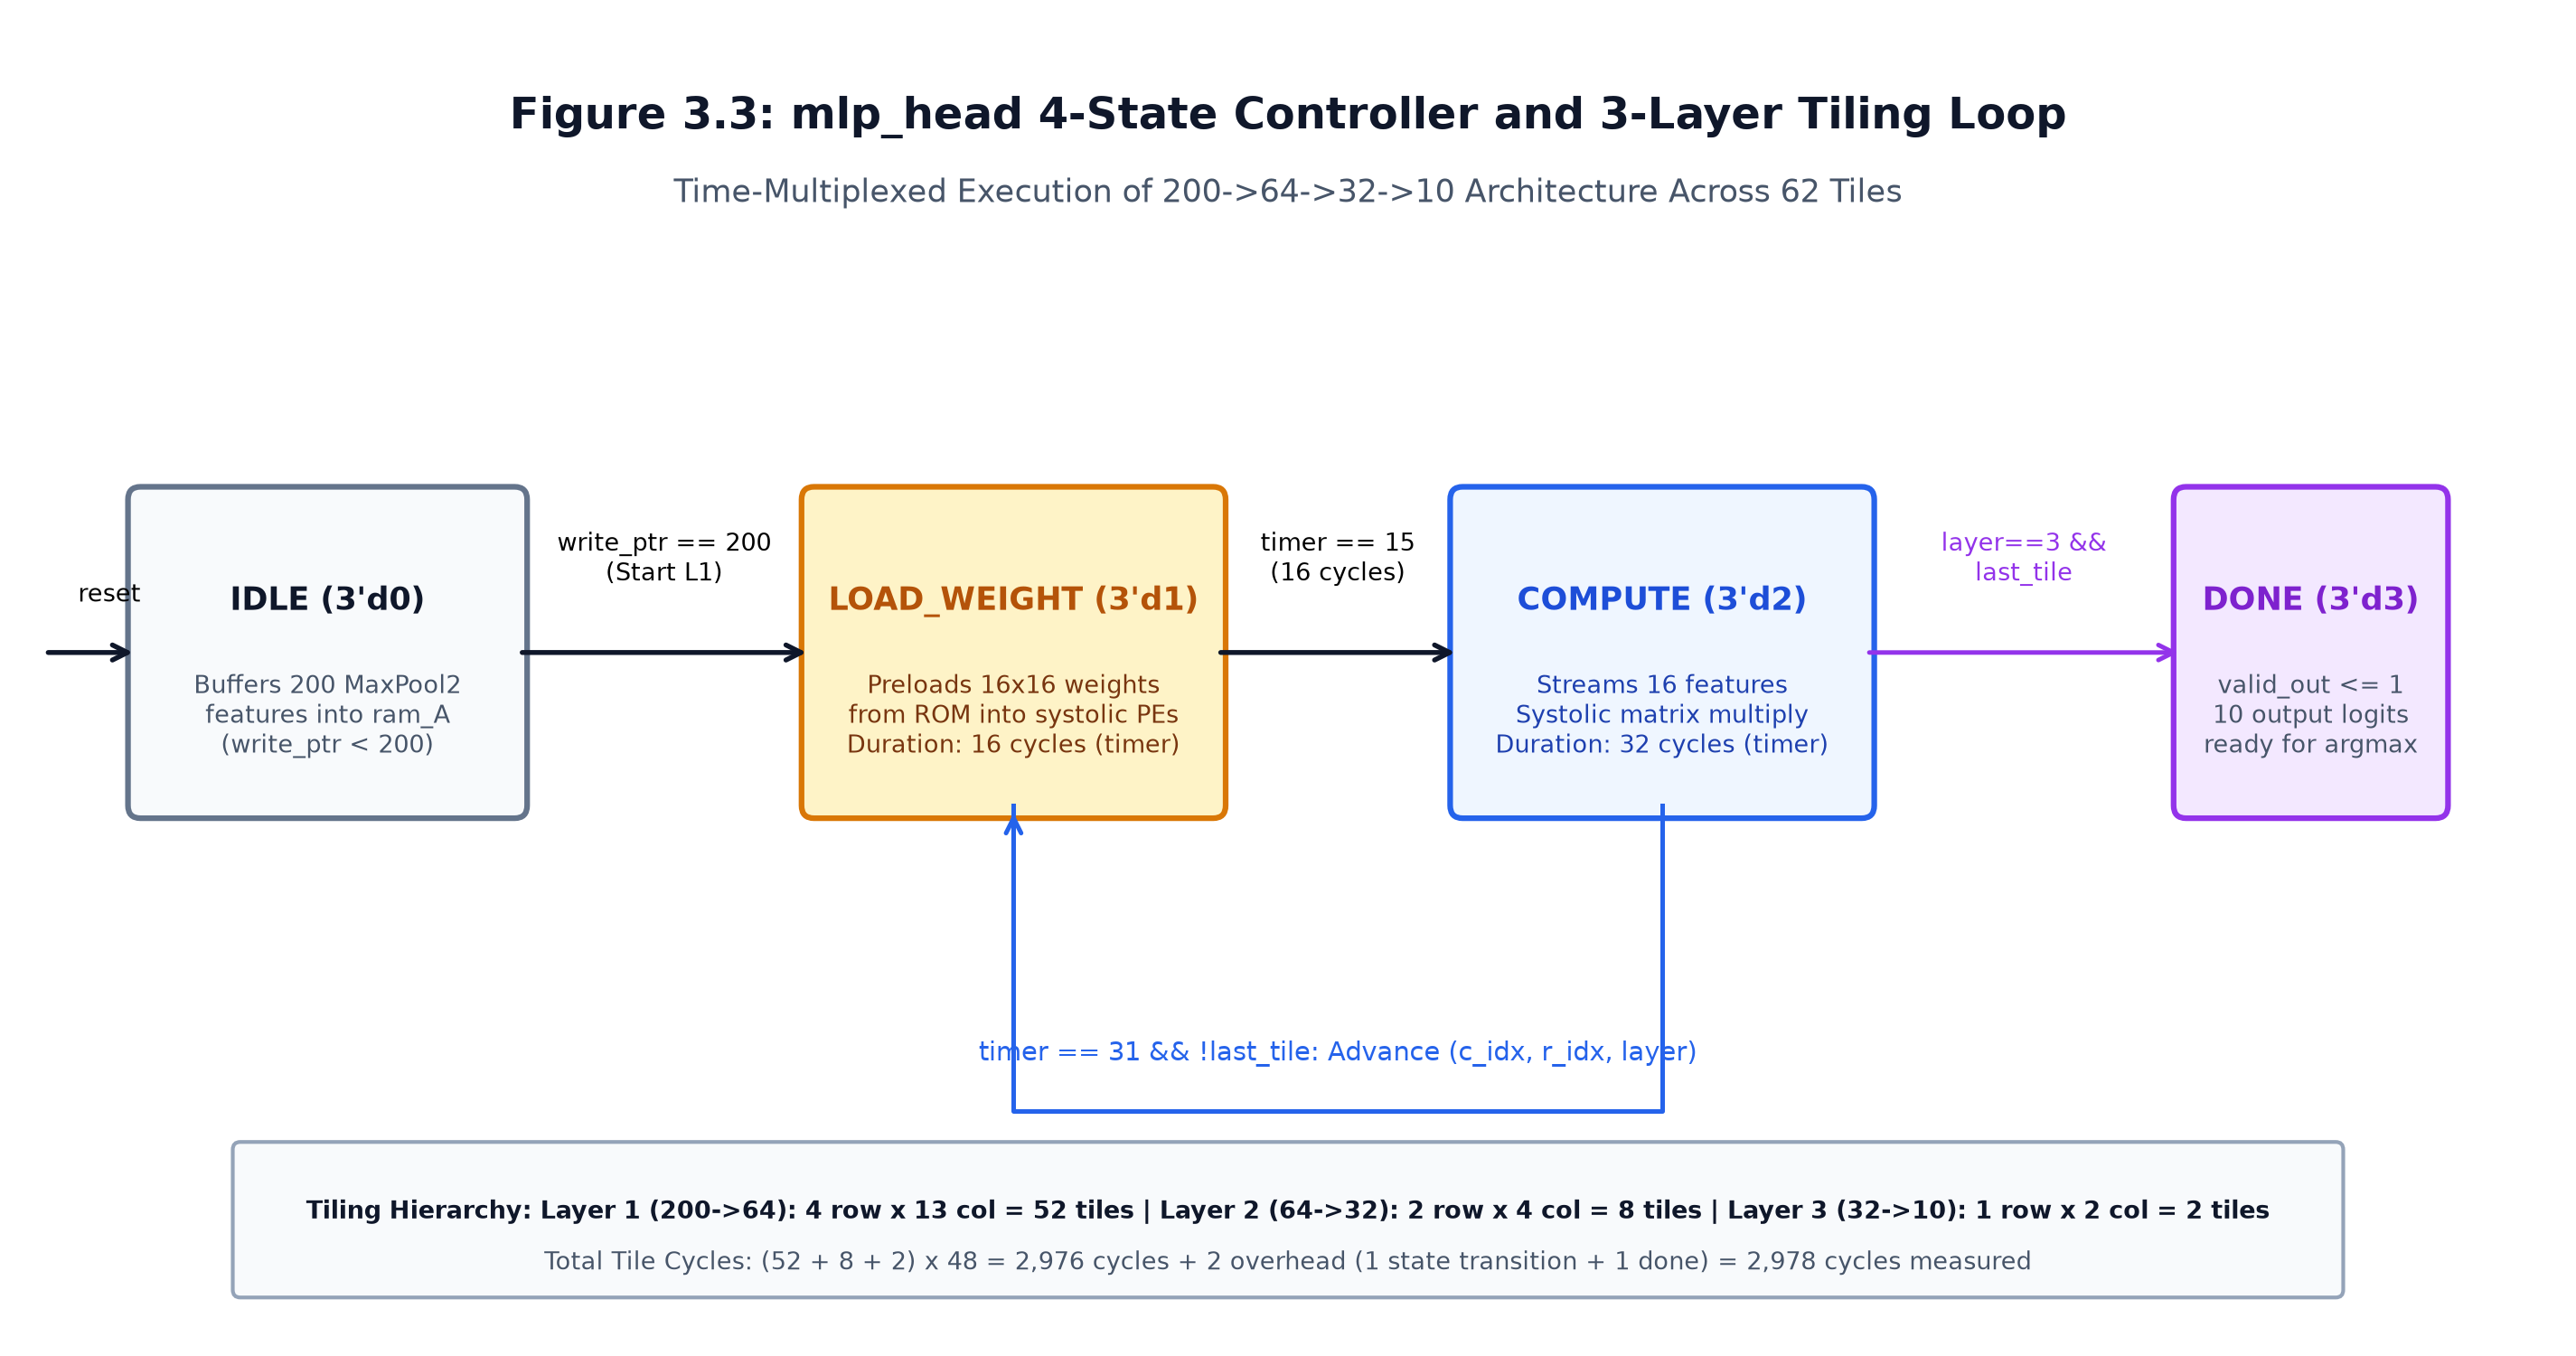 Figure 3.3: mlp_head 4-State Controller and 3-Layer Tiling Loop
Time-Multiplexed Execution of 200->64->32->10 Architecture Across 62 Tiles
reset
IDLE (3'd0)
Buffers 200 MaxPool2
features into ram_A
(write_ptr < 200)
write_ptr == 200
(Start L1)
LOAD_WEIGHT (3'd1)
Preloads 16x16 weights
from ROM into systolic PEs
Duration: 16 cycles (timer)
timer == 15
(16 cycles)
COMPUTE (3'd2)
Streams 16 features
Systolic matrix multiply
Duration: 32 cycles (timer)
layer==3 &&
last_tile
DONE (3'd3)
valid_out <= 1
10 output logits
ready for argmax
timer == 31 && !last_tile: Advance (c_idx, r_idx, layer)
Tiling Hierarchy: Layer 1 (200->64): 4 row x 13 col = 52 tiles | Layer 2 (64->32): 2 row x 4 col = 8 tiles | Layer 3 (32->10): 1 row x 2 col = 2 tiles
Total Tile Cycles: (52 + 8 + 2) x 48 = 2,976 cycles + 2 overhead (1 state transition + 1 done) = 2,978 cycles measured